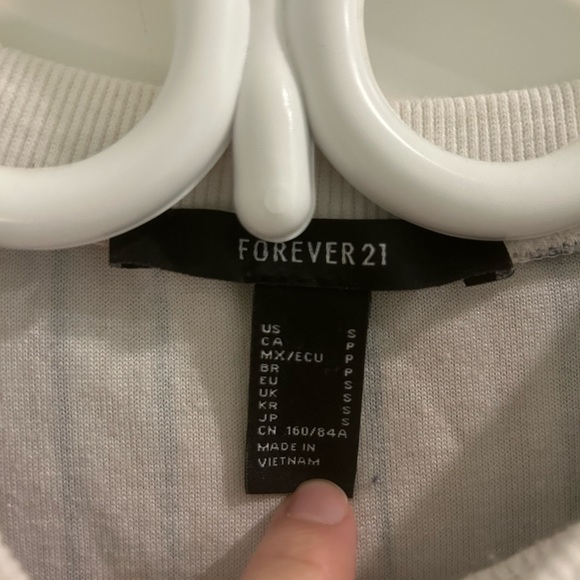 FOREVER 21
US S
CA P
MX/ECU P
BR P
EU S
UK S
KR S
JP S
CN 160/84A
MADE IN
VIETNAM